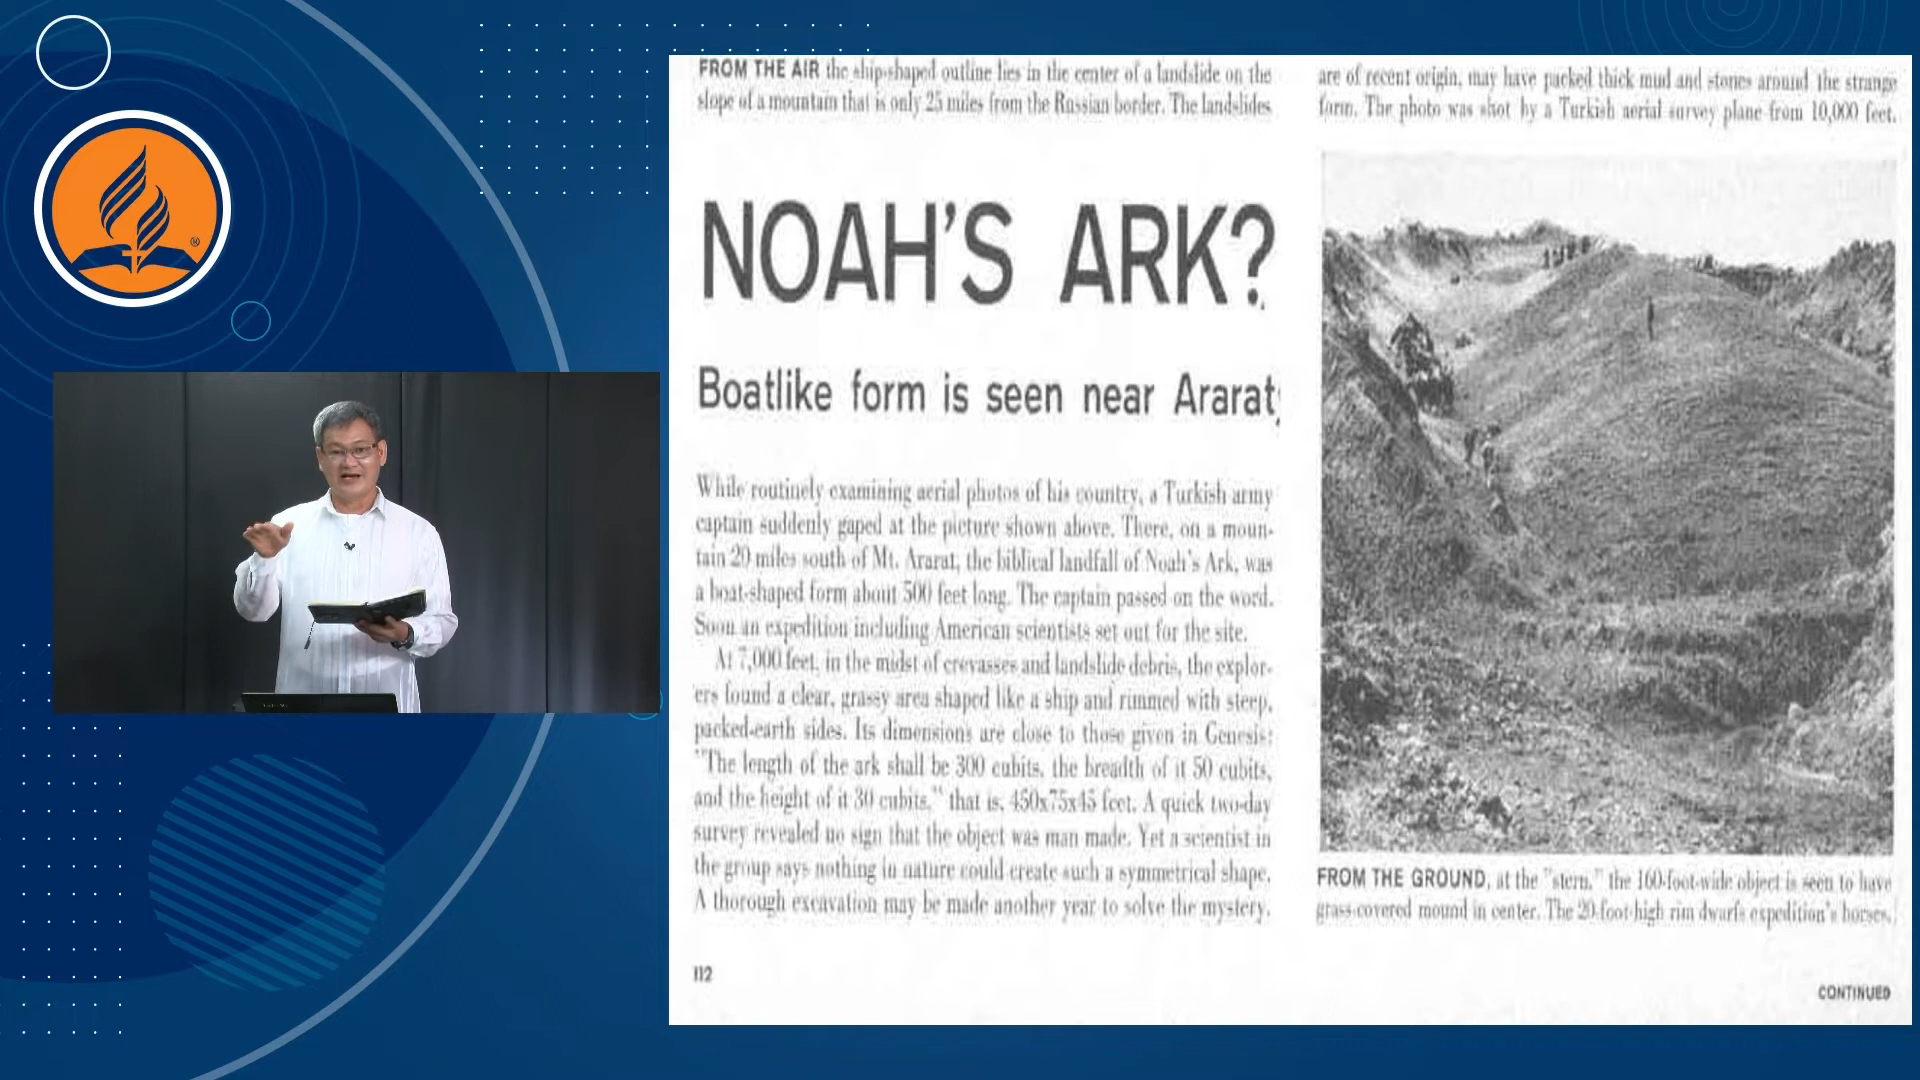 FROM THE AIR the ship-shaped outline lies in the center of a landslide on the
slope of a mountain that is only 25 miles from the Russian border. The landslides
are of recent origin, may have packed thick mud and stones around the strange
form. The photo was shot by a Turkish aerial survey plane from 10,000 feet.
NOAH'S ARK?
Boatlike form is seen near Ararat
While routinely examining aerial photos of his country, a Turkish army
captain suddenly gaped at the picture shown above. There, on a moun-
tain 20 miles south of Mt. Ararat, the biblical landfall of Noah's Ark, was
a boat-shaped form about 500 feet long. The captain passed on the word.
Soon an expedition including American scientists set out for the site.
At 7,000 feet, in the midst of crevasses and landslide debris, the explor-
ers found a clear, grassy area shaped like a ship and rimmed with steep,
packed-earth sides. Its dimensions are close to those given in Genesis:
"The length of the ark shall be 300 cubits, the breadth of it 50 cubits,
and the height of it 30 cubits," that is, 450x75x45 feet. A quick two-day
survey revealed no sign that the object was man made. Yet a scientist in
the group says nothing in nature could create such a symmetrical shape.
A thorough excavation may be made another year to solve the mystery.
FROM THE GROUND, at the "stern," the 160-foot-wide object is seen to have
grass-covered mound in center. The 20-foot-high rim dwarfs expedition's horses.
112
CONTINUED
®